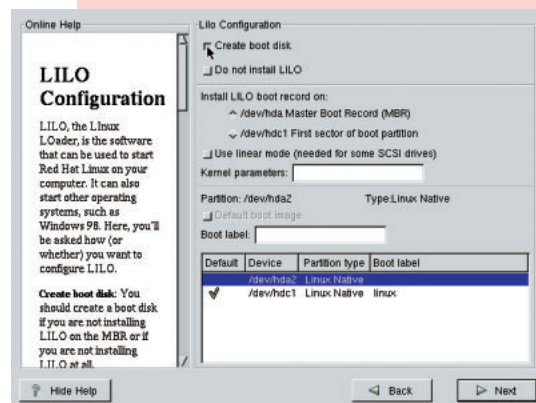 Online Help
LILO
Configuration
LILO, the LInux
LOader, is the software
that can be used to start
Red Hat Linux on your
computer. It can also
start other operating
systems, such as
Windows 98. Here, you'll
be asked how (or
whether) you want to
configure LILO.
Create boot disk: You
should create a boot disk
if you are not installing
LILO on the MBR or if
you are not installing
LILO at all.
Lilo Configuration
Create boot disk
Do not install LILO
Install LILO boot record on:
/dev/hda Master Boot Record (MBR)
/dev/hdc1 First sector of boot partition
Use linear mode (needed for some SCSI drives)
Kernel parameters:
Partition: /dev/hda2 Type:Linux Native
Default boot image
Boot label:
Default Device Partition type Boot label
/dev/hda2 Linux Native
/dev/hdc1 Linux Native linux
Hide Help
Back
Next